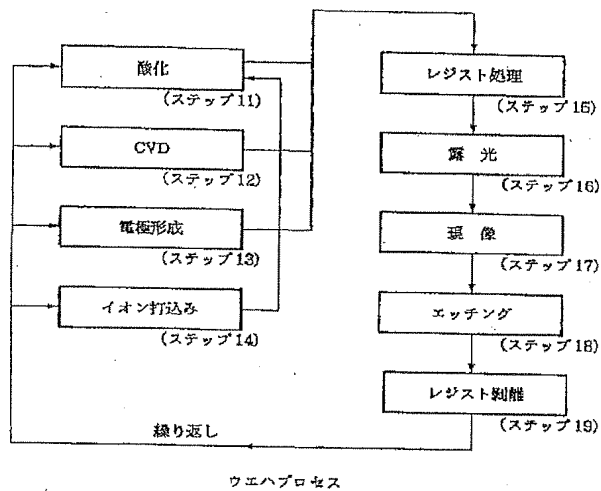 酸化
(ステップ11)
CVD
(ステップ12)
電極形成
(ステップ13)
イオン打込み
(ステップ14)
レジスト処理
(ステップ15)
露 光
(ステップ16)
現 像
(ステップ17)
エッチング
(ステップ18)
レジスト剥離
(ステップ19)
繰り返し
ウエハプロセス